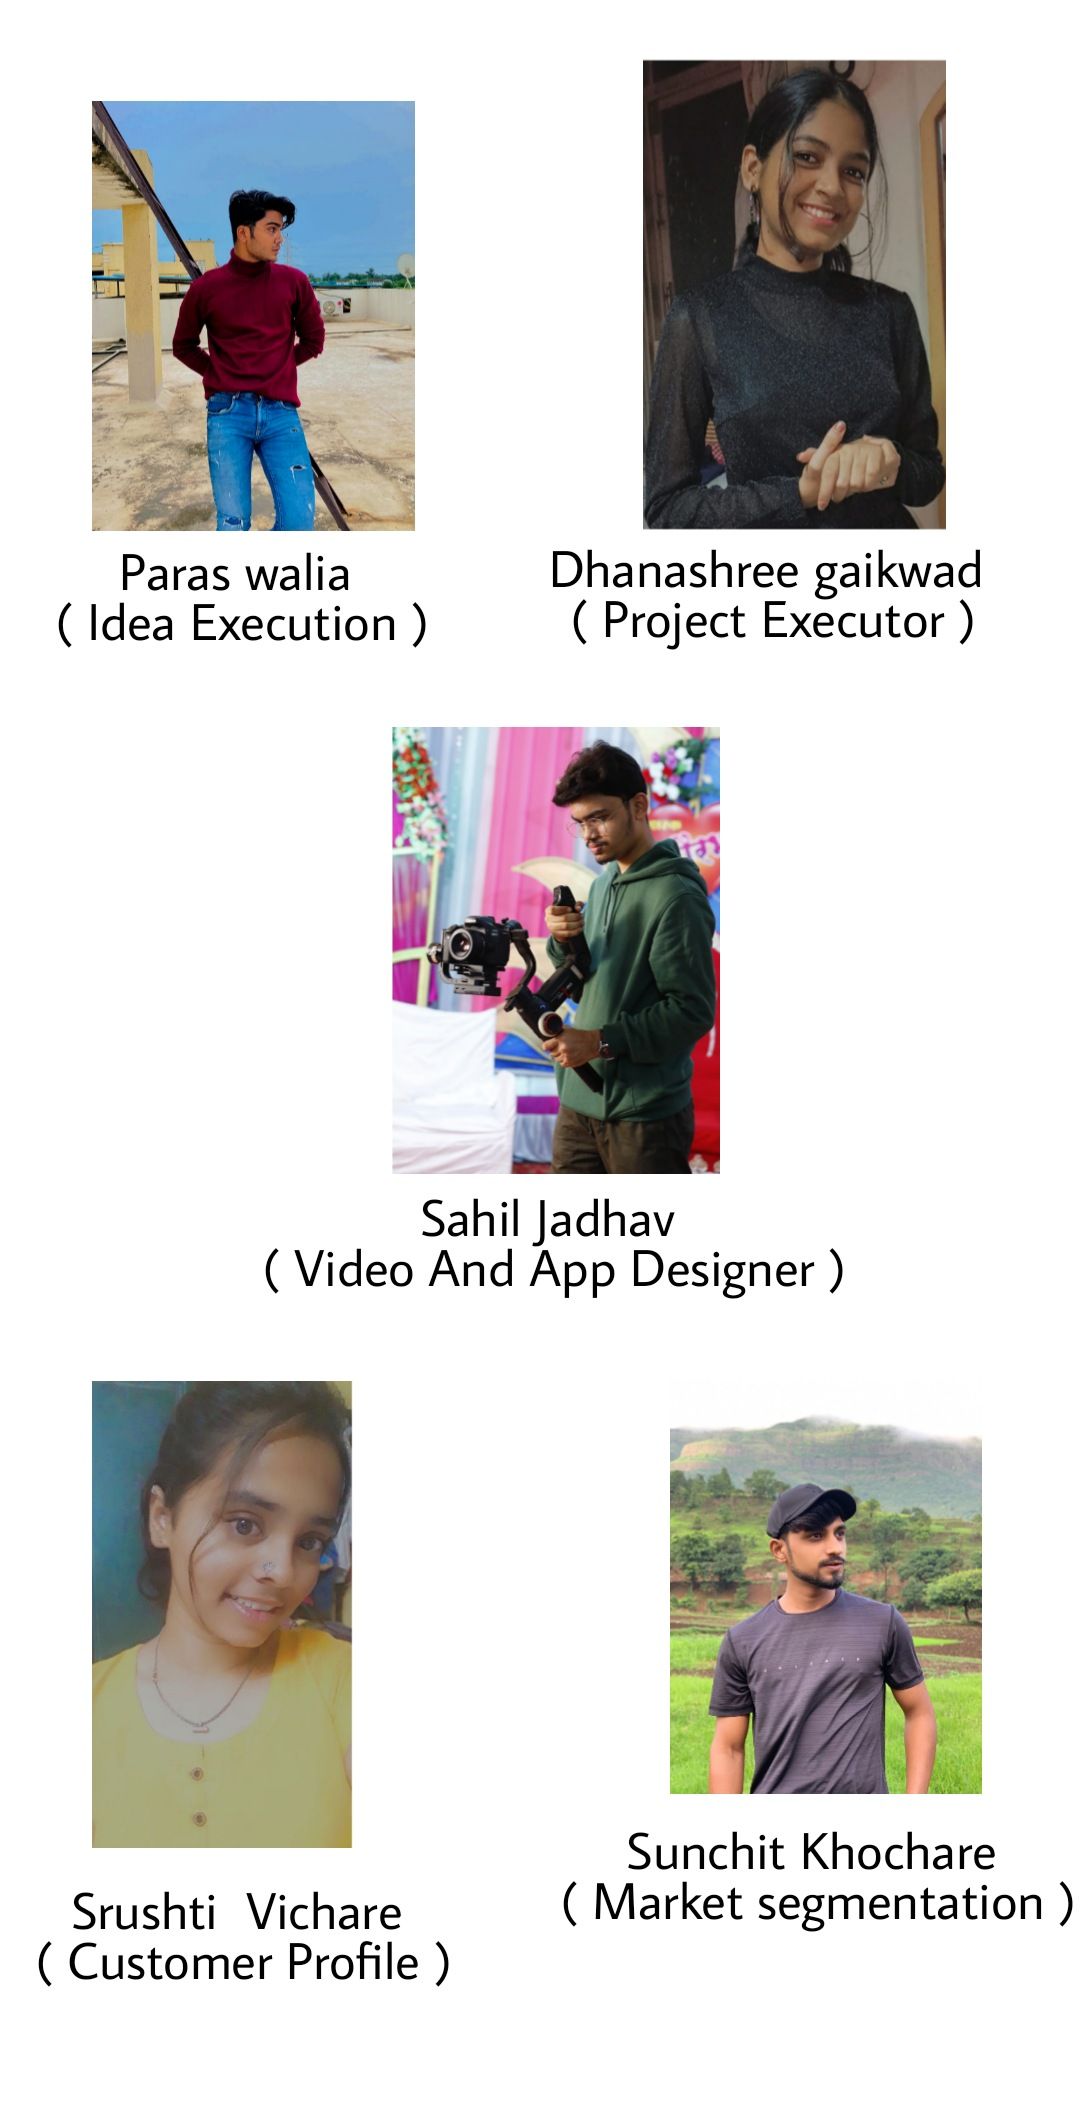 Paras walia
( Idea Execution )
Dhanashree gaikwad
( Project Executor )
Sahil Jadhav
( Video And App Designer )
Srushti  Vichare
( Customer Profile )
Sunchit Khochare
( Market segmentation )